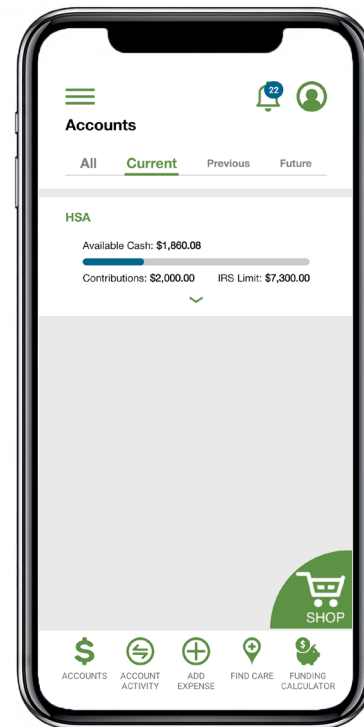 22
Accounts
All Current Previous Future
HSA
Available Cash: $1,860.08
Contributions: $2,000.00 IRS Limit: $7,300.00
SHOP
ACCOUNTS
ACCOUNT
ACTIVITY
ADD
EXPENSE
FIND CARE
FUNDING
CALCULATOR